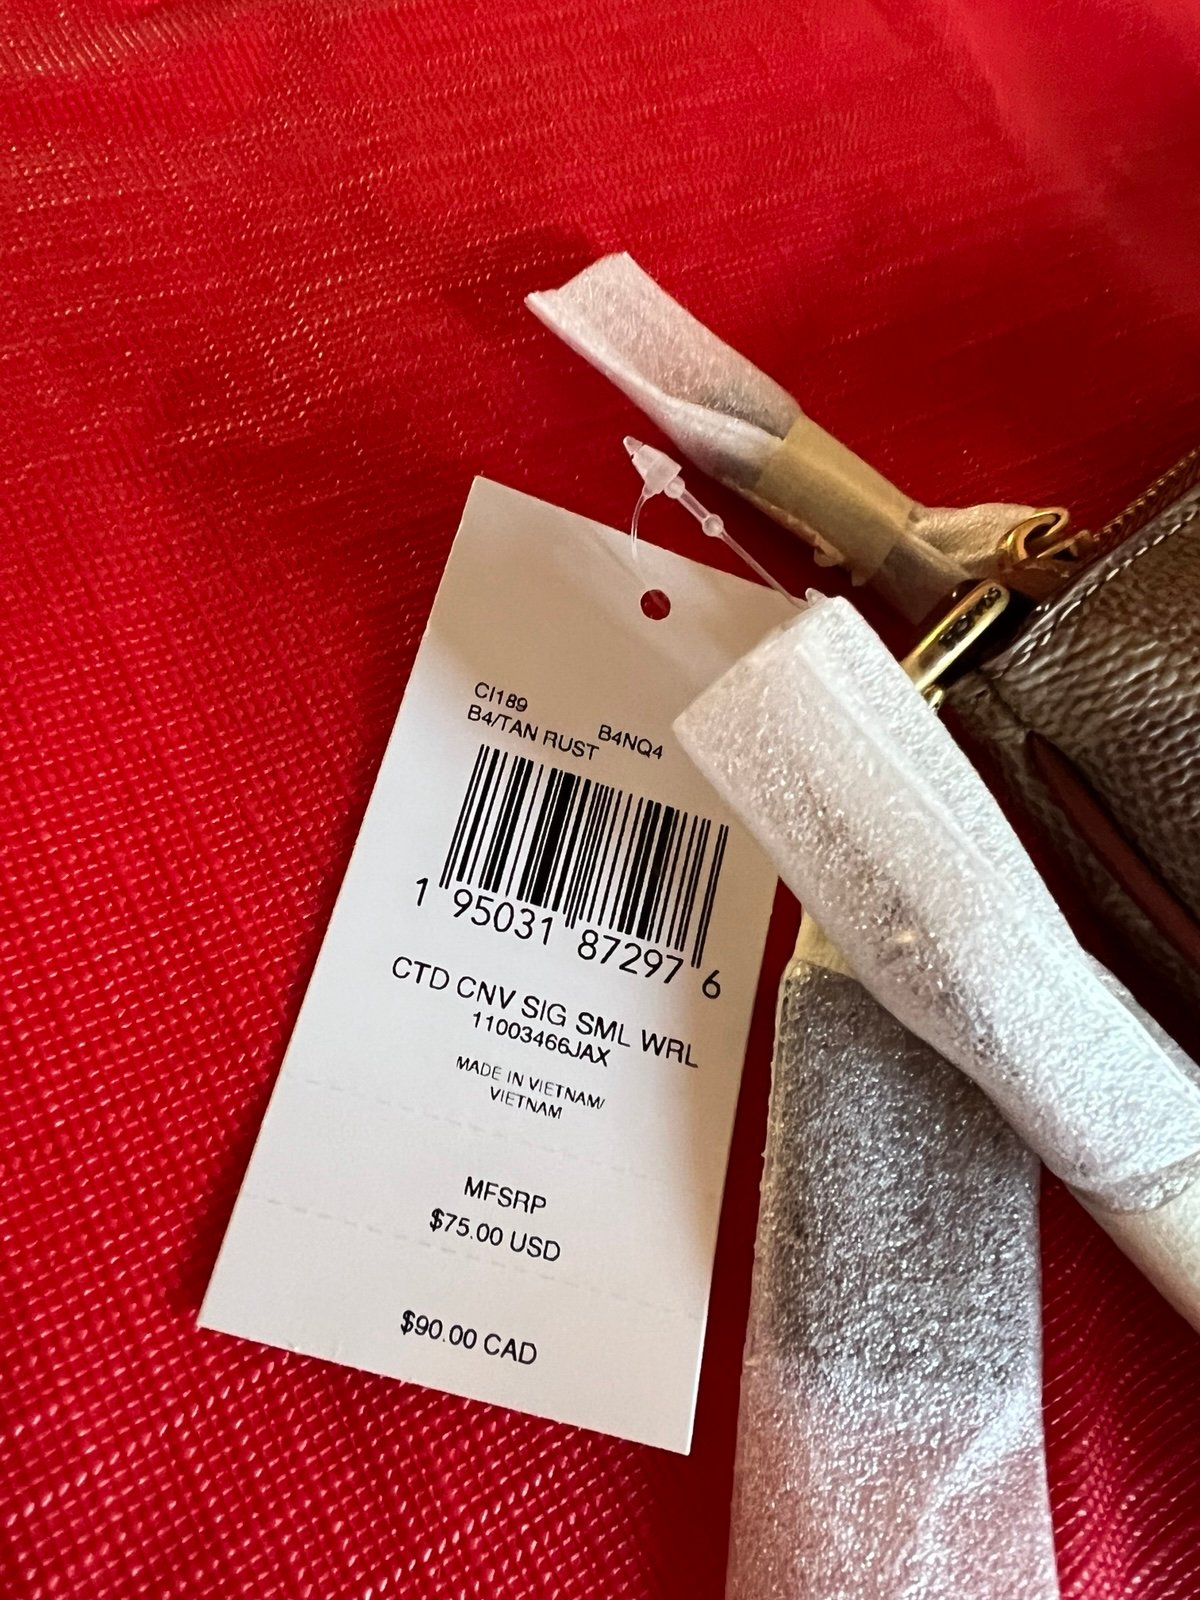 CI189
B4/TAN RUST B4NQ4
1 95031 87297 6
CTD CNV SIG SML WRL
11003466JAX
MADE IN VIETNAM/
VIETNAM
MFSRP
$75.00 USD
$90.00 CAD
COACH